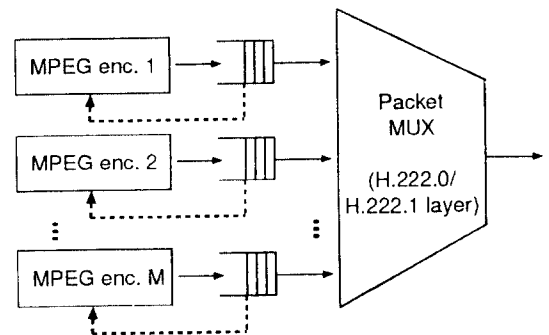 MPEG enc. 1
MPEG enc. 2
MPEG enc. M
Packet
MUX
(H.222.0/
H.222.1 layer)